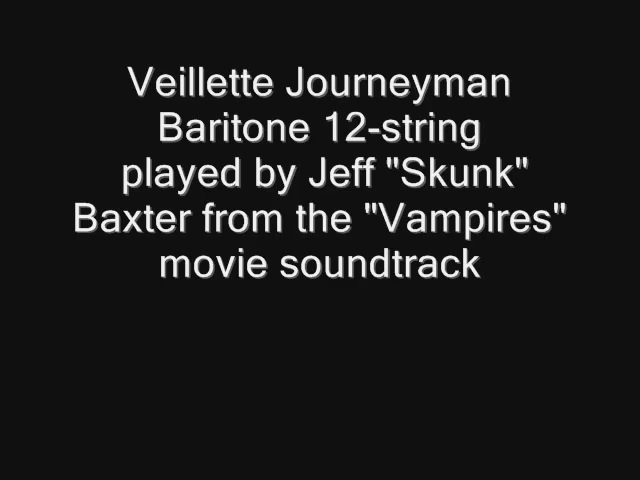 Veillette Journeyman
Baritone 12-string
played by Jeff "Skunk"
Baxter from the "Vampires"
movie soundtrack